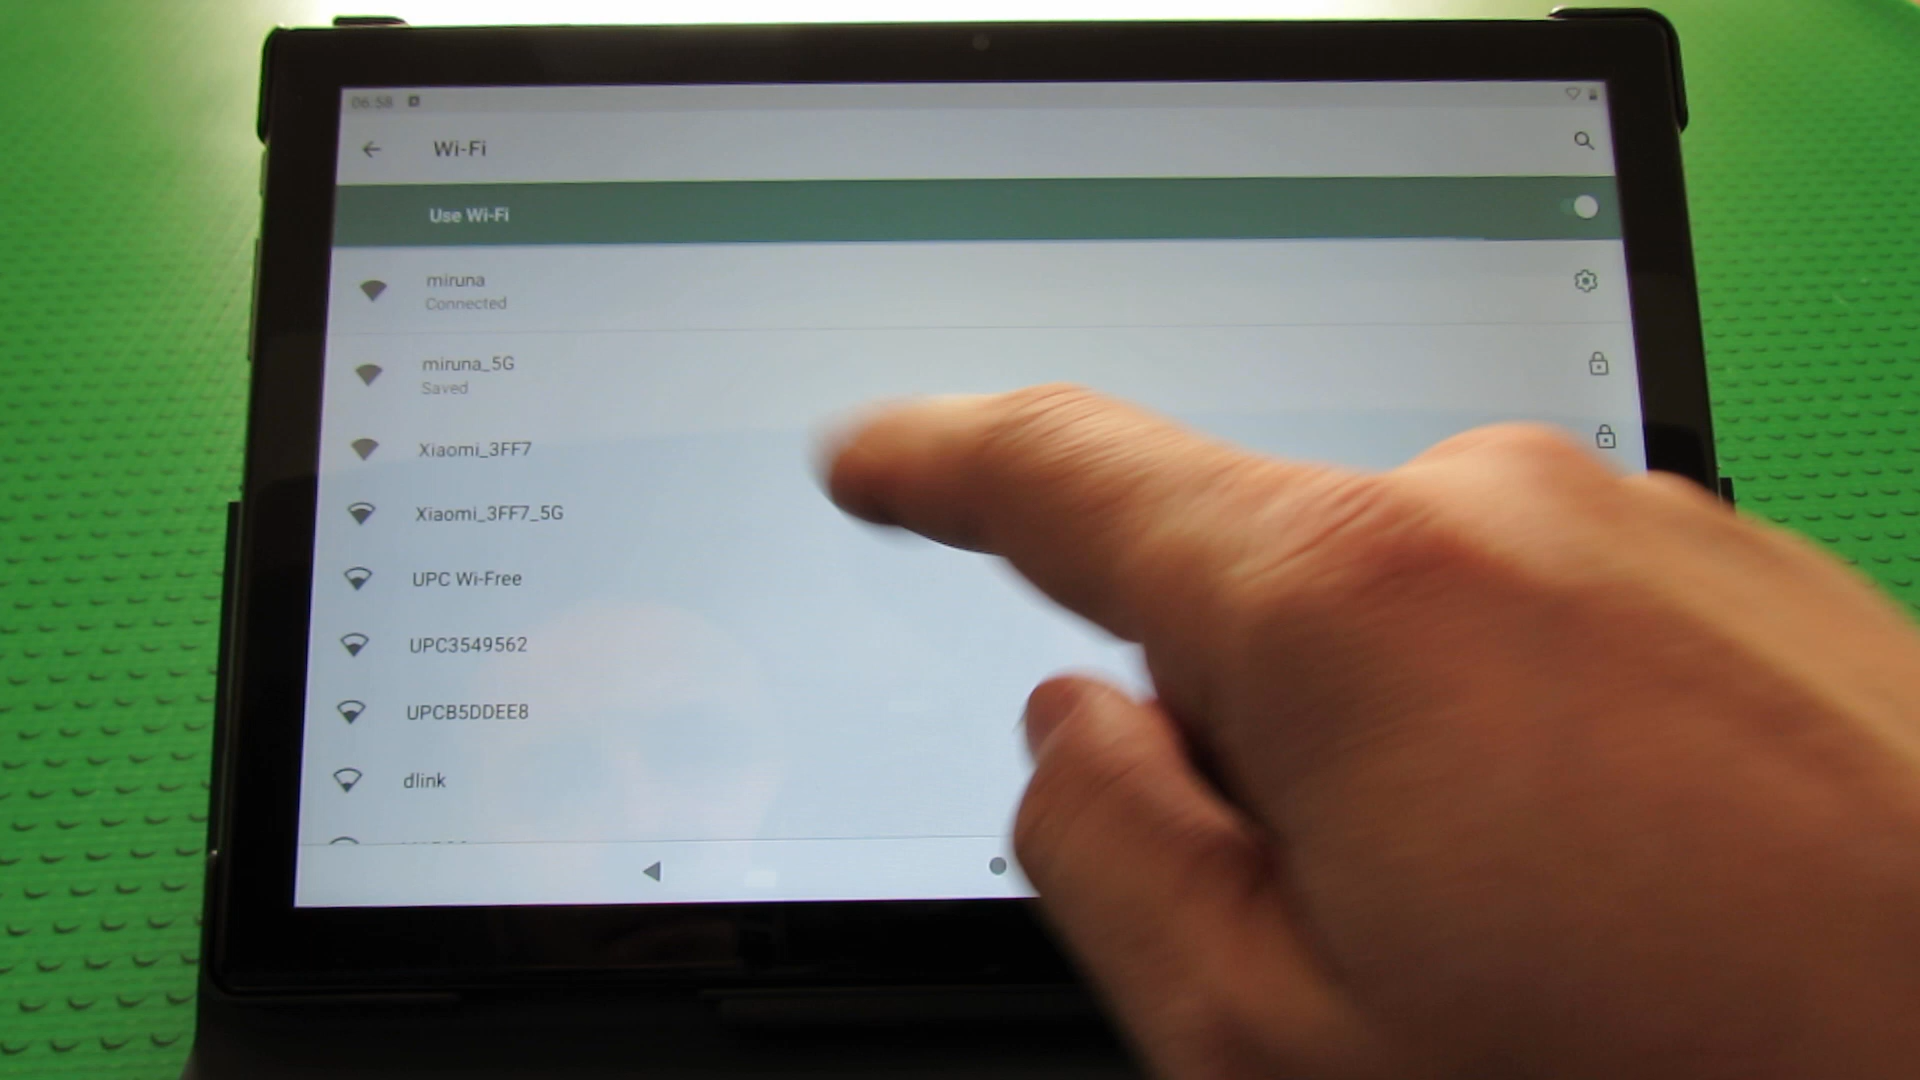 06:58
Wi-Fi
Use Wi-Fi
miruna
Connected
miruna_5G
Saved
Xiaomi_3FF7
Xiaomi_3FF7_5G
UPC Wi-Free
UPC3549562
UPCB5DDEE8
dlink